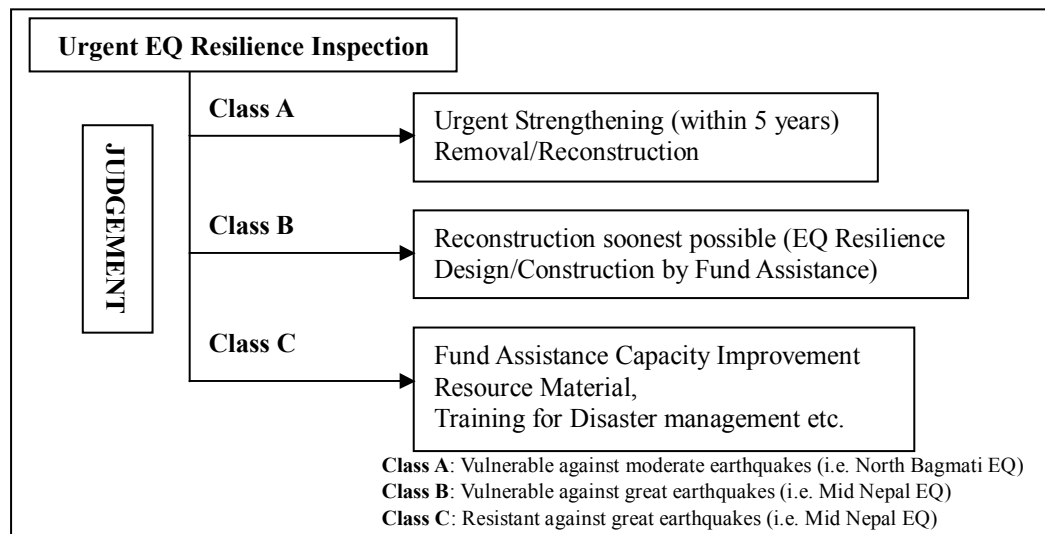 Urgent EQ Resilience Inspection
JUDGEMENT
Class A
Urgent Strengthening (within 5 years)
Removal/Reconstruction
Class B
Reconstruction soonest possible (EQ Resilience
Design/Construction by Fund Assistance)
Class C
Fund Assistance Capacity Improvement
Resource Material,
Training for Disaster management etc.
Class A: Vulnerable against moderate earthquakes (i.e. North Bagmati EQ)
Class B: Vulnerable against great earthquakes (i.e. Mid Nepal EQ)
Class C: Resistant against great earthquakes (i.e. Mid Nepal EQ)